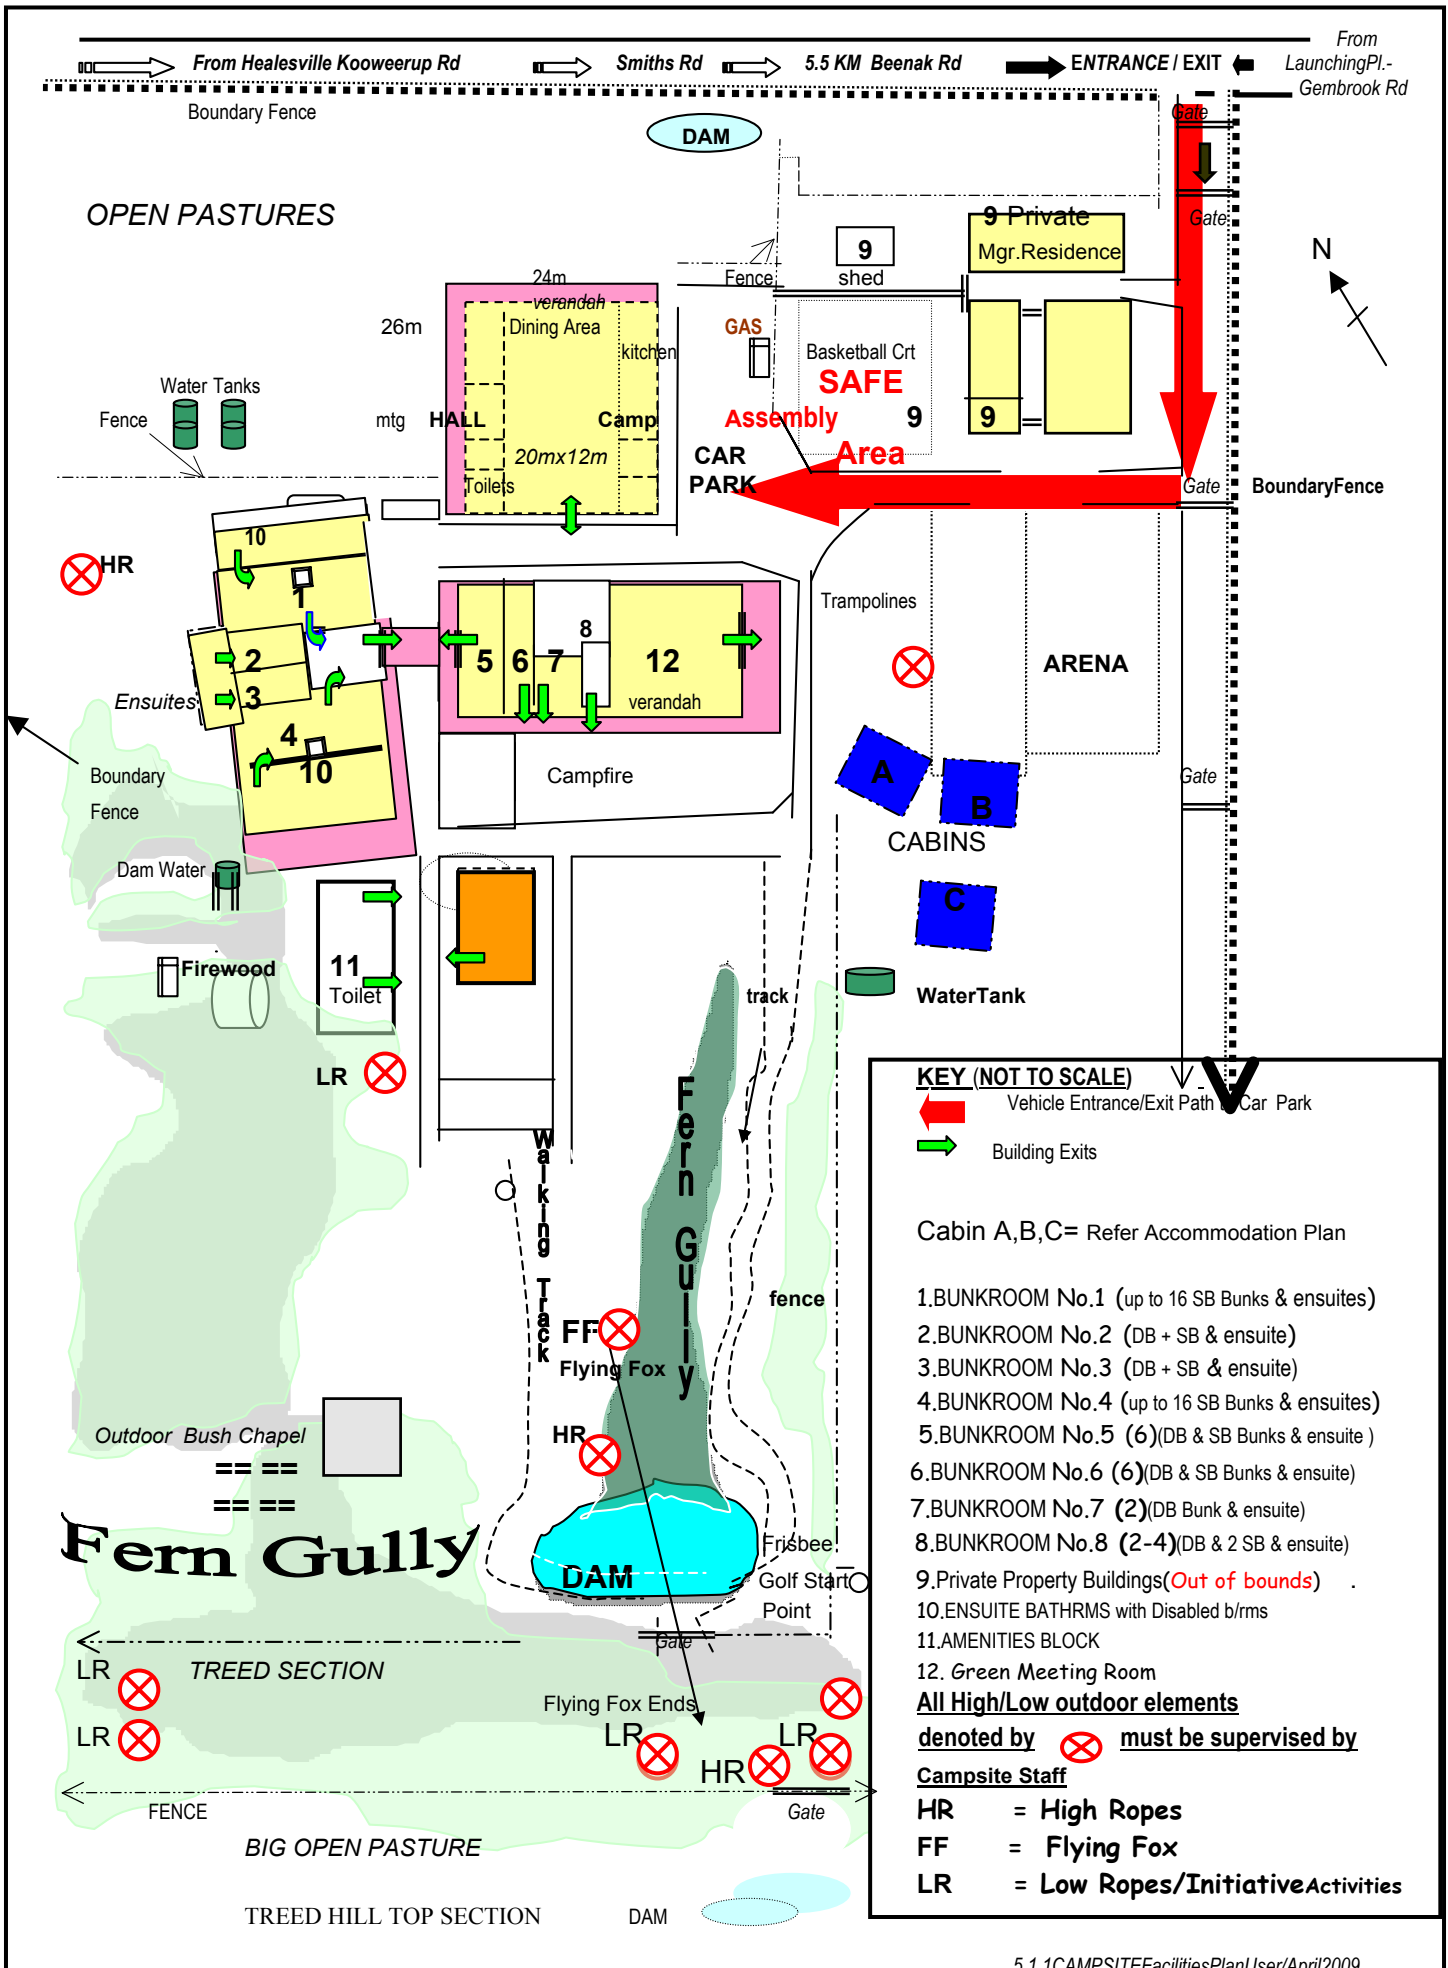 From
From Healesville Kooweerup Rd Smiths Rd 5.5 KM Beenak Rd ENTRANCE / EXIT LaunchingPl.-
Gembrook Rd
Boundary Fence
Gate
DAM
OPEN PASTURES
9 Private
Gate
9
Mgr.Residence
N
24m
Fence
shed
verandah
26m
Dining Area
GAS
kitchen
Basketball Crt
Water Tanks
SAFE
Fence
mtg
HALL
Camp
Assembly
9
9
20mx12m
CAR
Area
Toilets
PARK
Gate
BoundaryFence
10
HR
1
Trampolines
8
2
5
6
7
12
ARENA
3
Ensuites
verandah
4
10
Boundary
Campfire
A
Gate
Fence
B
CABINS
Dam Water
C
11
Firewood
Toilet
track
WaterTank
LR
Fern Gully
Walking Track
KEY (NOT TO SCALE)
Vehicle Entrance/Exit Path to Car Park
Building Exits
Cabin A,B,C= Refer Accommodation Plan
fence
FF
Flying Fox
1.BUNKROOM No.1 (up to 16 SB Bunks & ensuites)
2.BUNKROOM No.2 (DB + SB & ensuite)
3.BUNKROOM No.3 (DB + SB & ensuite)
4.BUNKROOM No.4 (up to 16 SB Bunks & ensuites)
5.BUNKROOM No.5 (6)(DB & SB Bunks & ensuite )
6.BUNKROOM No.6 (6)(DB & SB Bunks & ensuite)
7.BUNKROOM No.7 (2)(DB Bunk & ensuite)
8.BUNKROOM No.8 (2-4)(DB & 2 SB & ensuite)
9.Private Property Buildings(Out of bounds) .
10.ENSUITE BATHRMS with Disabled b/rms
11.AMENITIES BLOCK
12. Green Meeting Room
All High/Low outdoor elements
denoted by must be supervised by
Campsite Staff
HR = High Ropes
FF = Flying Fox
LR = Low Ropes/InitiativeActivities
Outdoor Bush Chapel
== ==
== ==
HR
Fern Gully
DAM
Frisbee
Golf Start
Point
Gate
LR
TREED SECTION
LR
Flying Fox Ends
LR
LR
HR
FENCE
Gate
BIG OPEN PASTURE
TREED HILL TOP SECTION
DAM
5.1.1CAMPSITEFacilitiesPlanUser/April2009